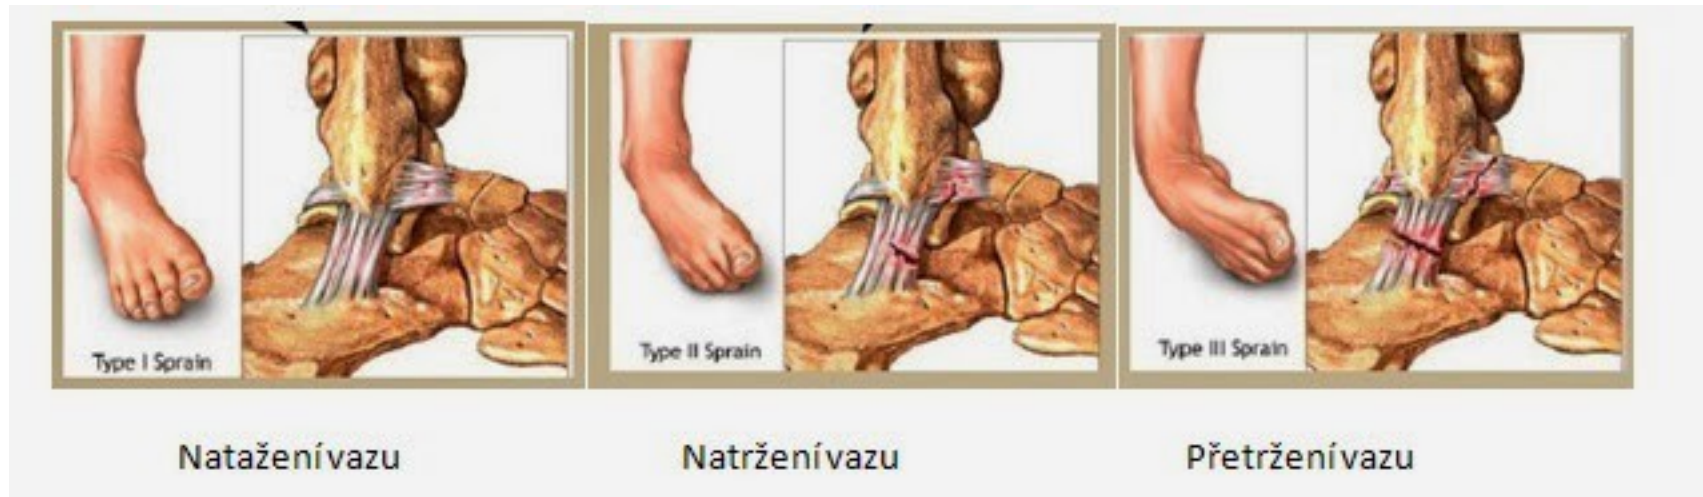 Type I Sprain
Type II Sprain
Type III Sprain
Natažení vazu
Natržení vazu
Přetržení vazu